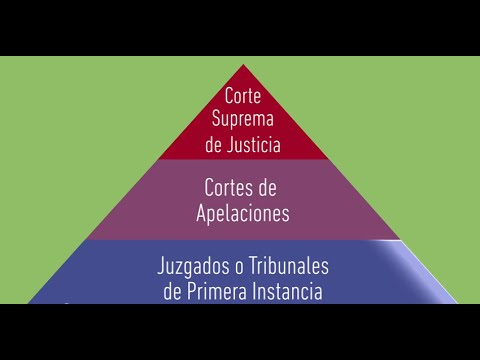 Corte
Suprema
de Justicia
Cortes de
Apelaciones
Juzgados o Tribunales
de Primera Instancia